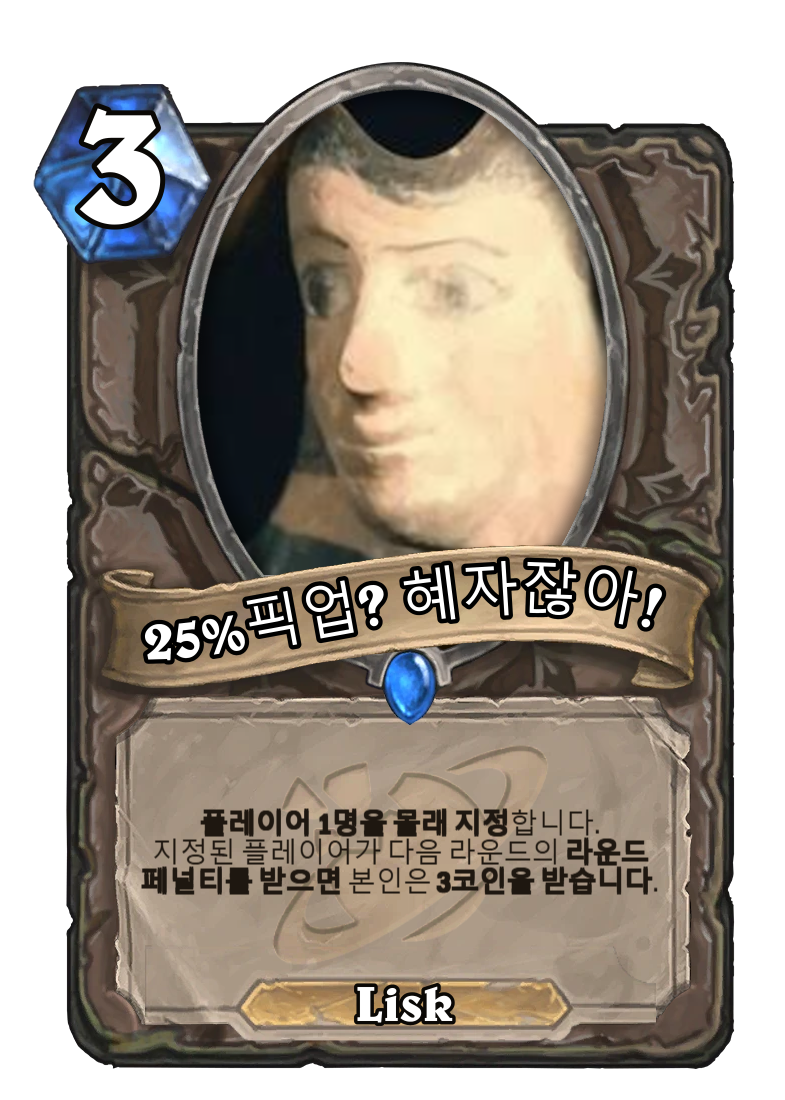 3
25%픽업? 혜자잖아!
플레이어 1명을 몰래 지정합니다.
지정된 플레이어가 다음 라운드의 라운드
페널티를 받으면 본인은 3코인을 받습니다.
Lisk